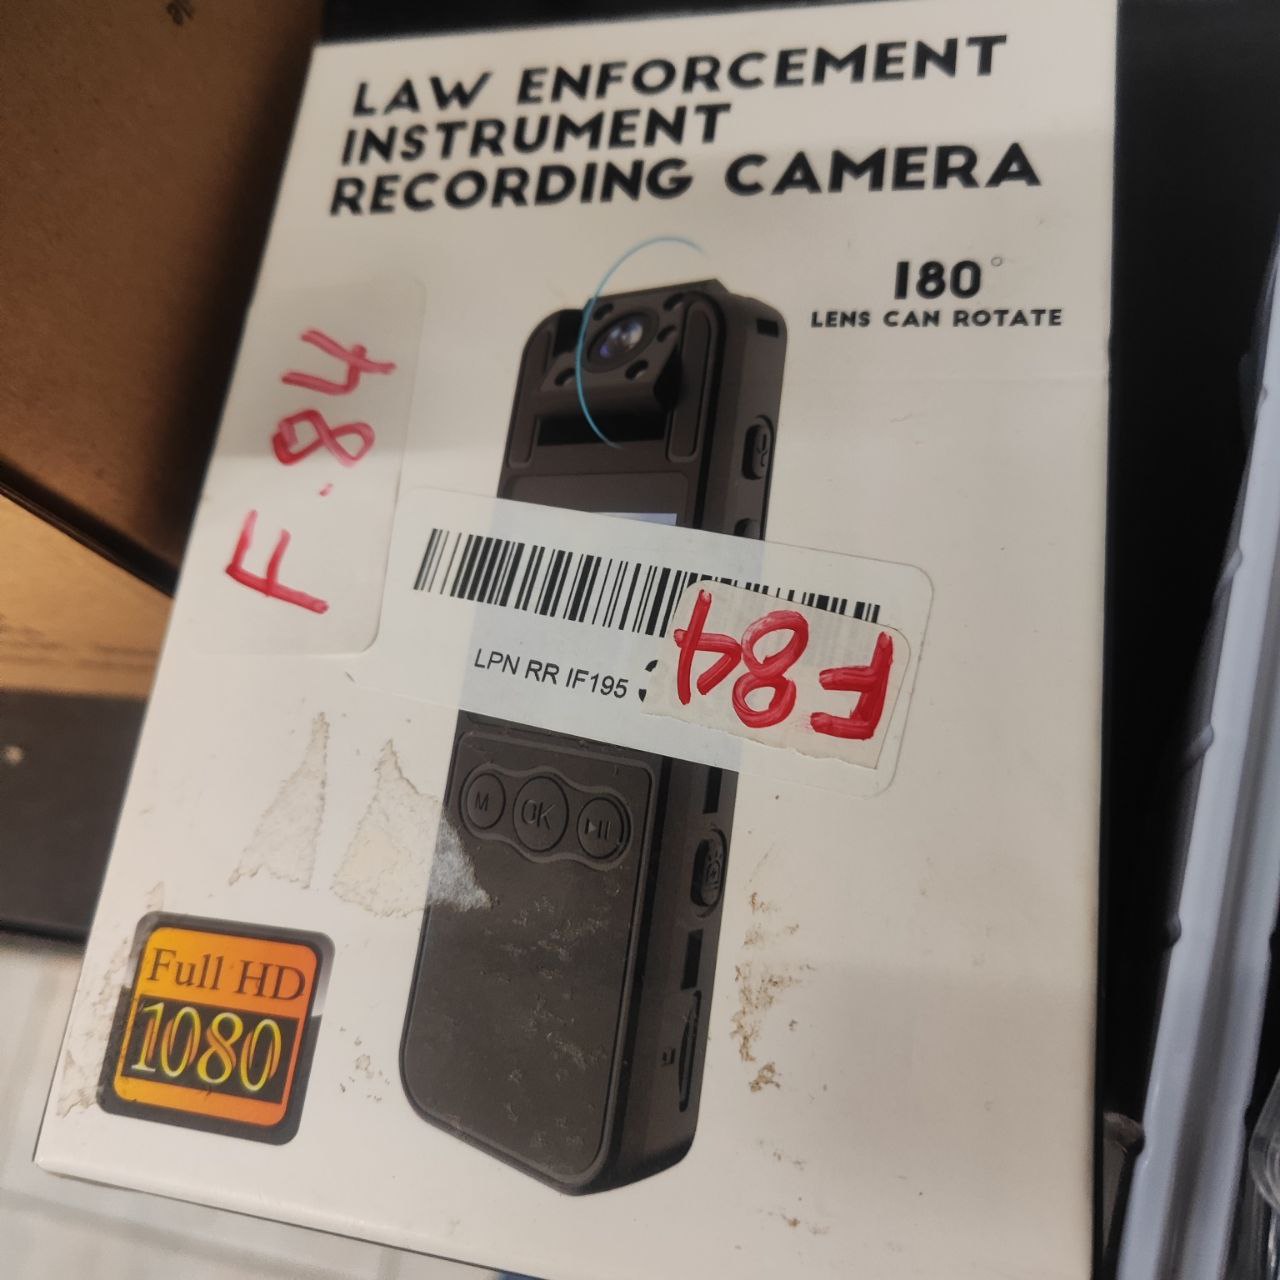 LAW ENFORCEMENT
INSTRUMENT
RECORDING CAMERA
180°
LENS CAN ROTATE
F.84
LPN RR IF195
F84
M
OK
Full HD
1080